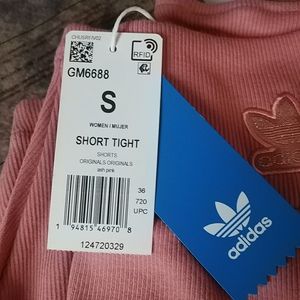 RFID
GM6688
S
WOMEN / MUJER
SHORT TIGHT
SHORTS
ORIGINALS ORIGINALS
ash pink
36
720
UPC
1 94815 46970 8
124720329
adidas